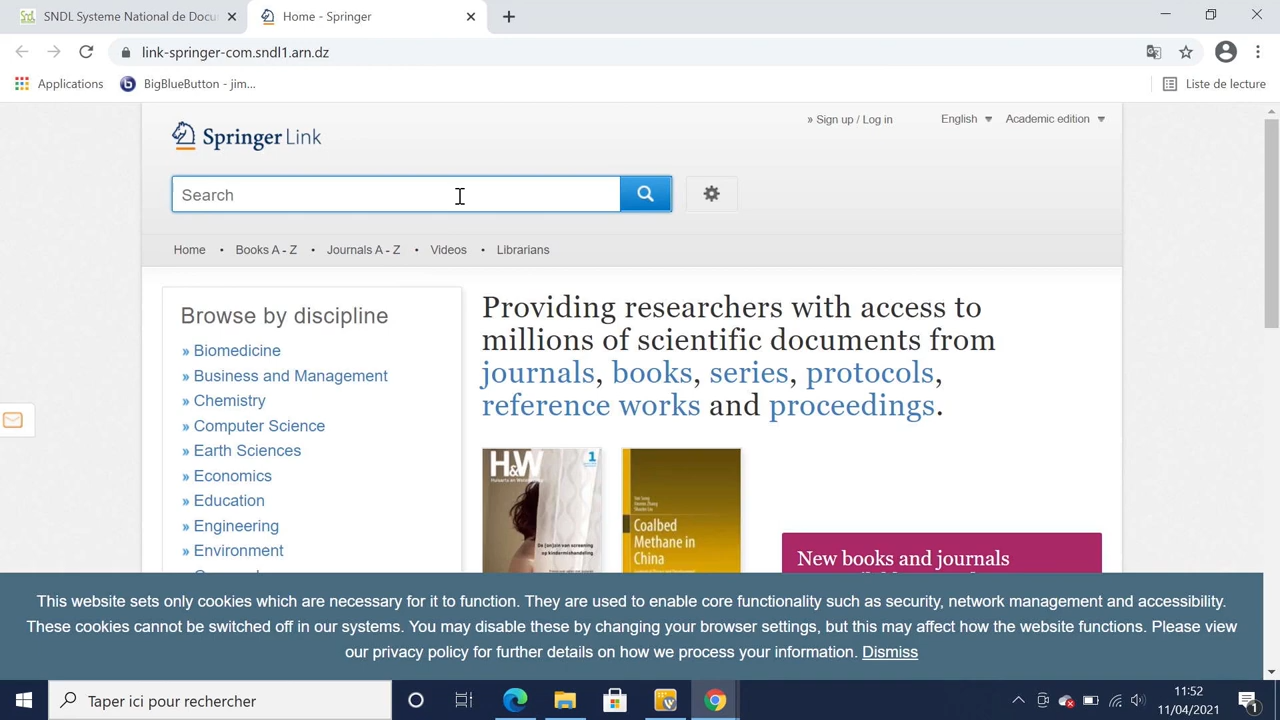 SNDL Systeme National de Docu
Home - Springer
link-springer-com.sndl1.arn.dz
Applications
BigBlueButton - jim...
Liste de lecture
Springer Link
» Sign up / Log in
English
Academic edition
Search
Home • Books A - Z • Journals A - Z • Videos • Librarians
Browse by discipline
» Biomedicine
» Business and Management
» Chemistry
» Computer Science
» Earth Sciences
» Economics
» Education
» Engineering
» Environment
Providing researchers with access to
millions of scientific documents from
journals, books, series, protocols,
reference works and proceedings.
H&W
1
Coalbed
Methane in
China
New books and journals
This website sets only cookies which are necessary for it to function. They are used to enable core functionality such as security, network management and accessibility.
These cookies cannot be switched off in our systems. You may disable these by changing your browser settings, but this may affect how the website functions. Please view
our privacy policy for further details on how we process your information. Dismiss
Taper ici pour rechercher
11:52
11/04/2021
1